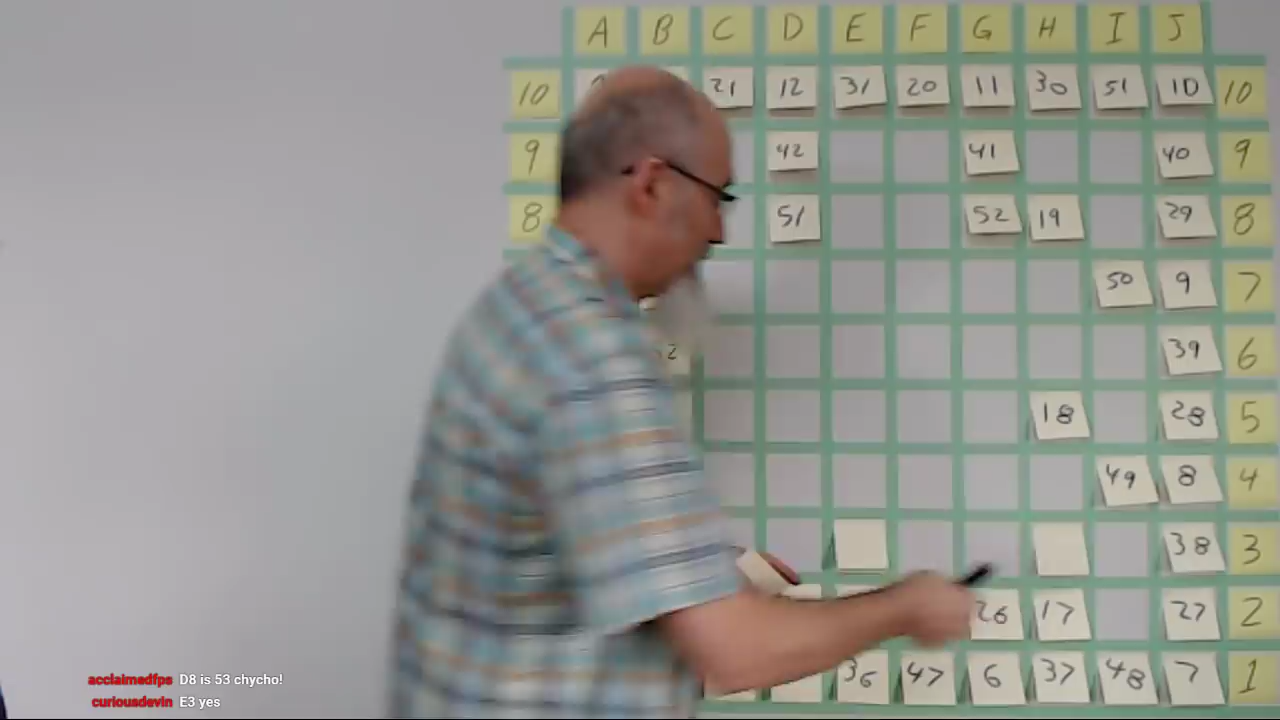 A B C D E F G H I J
10 21 12 31 20 11 30 51 10 10
9 42 41 40 9
8 51 52 19 29 8
50 9 7
2 39 6
18 28 5
49 8 4
38 3
26 17 27 2
36 47 6 37 48 7 1
acclaimedfps D8 is 53 chycho!
curiousdevin E3 yes